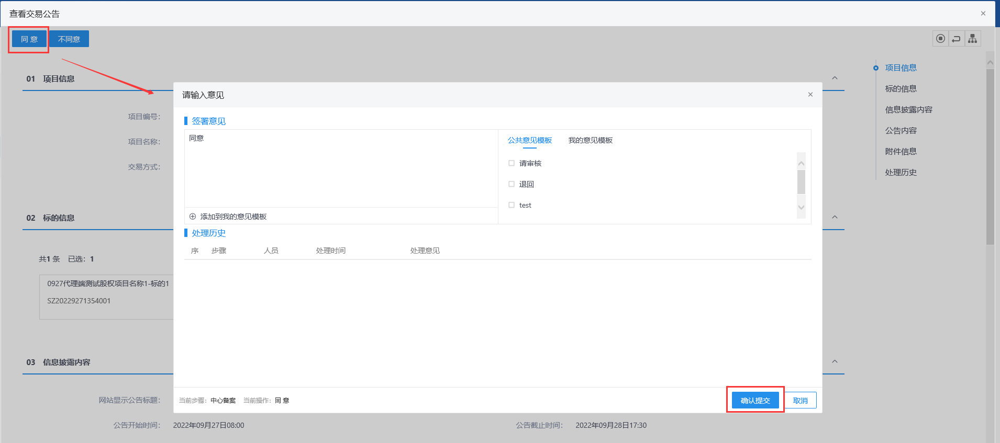 查看交易公告
同 意
不同意
01 项目信息
项目编号：
项目名称：
交易方式：
02 标的信息
共1 条 已选：1
0927代理端测试股权项目名称1-标的1
SZ20229271354001
03 信息披露内容
网站显示公告标题：
公告开始时间： 2022年09月27日08:00
公告截止时间： 2022年09月28日17:30
项目信息
标的信息
信息披露内容
公告内容
附件信息
处理历史
请输入意见
签署意见
同意
添加到我的意见模板
公共意见模板 我的意见模板
请审核
退回
test
处理历史
序 步骤 人员 处理时间 处理意见
当前步骤：中心备案 当前操作：同 意
确认提交
取消